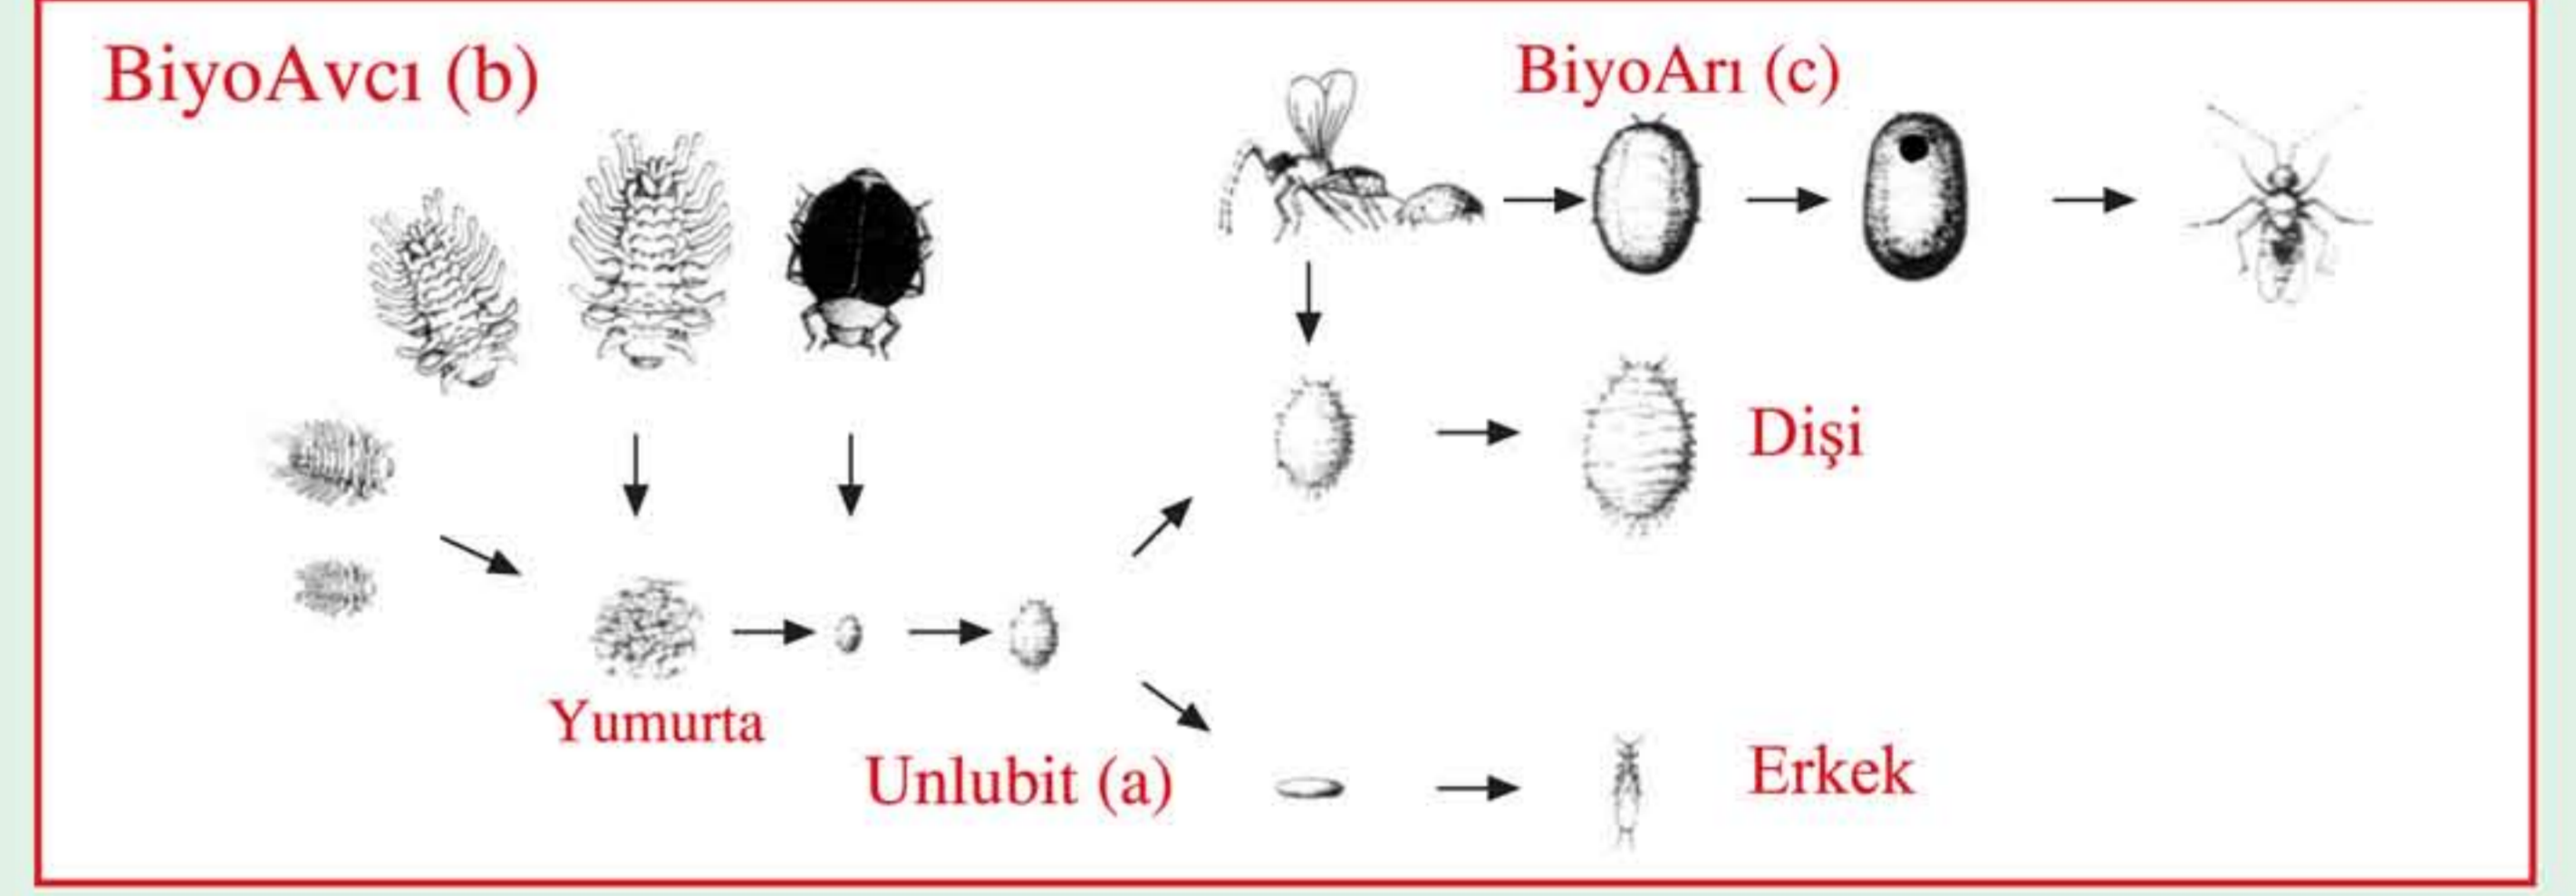 BiyoAvcı (b)
BiyoArı (c)
Dişi
Yumurta
Unlubit (a)
Erkek